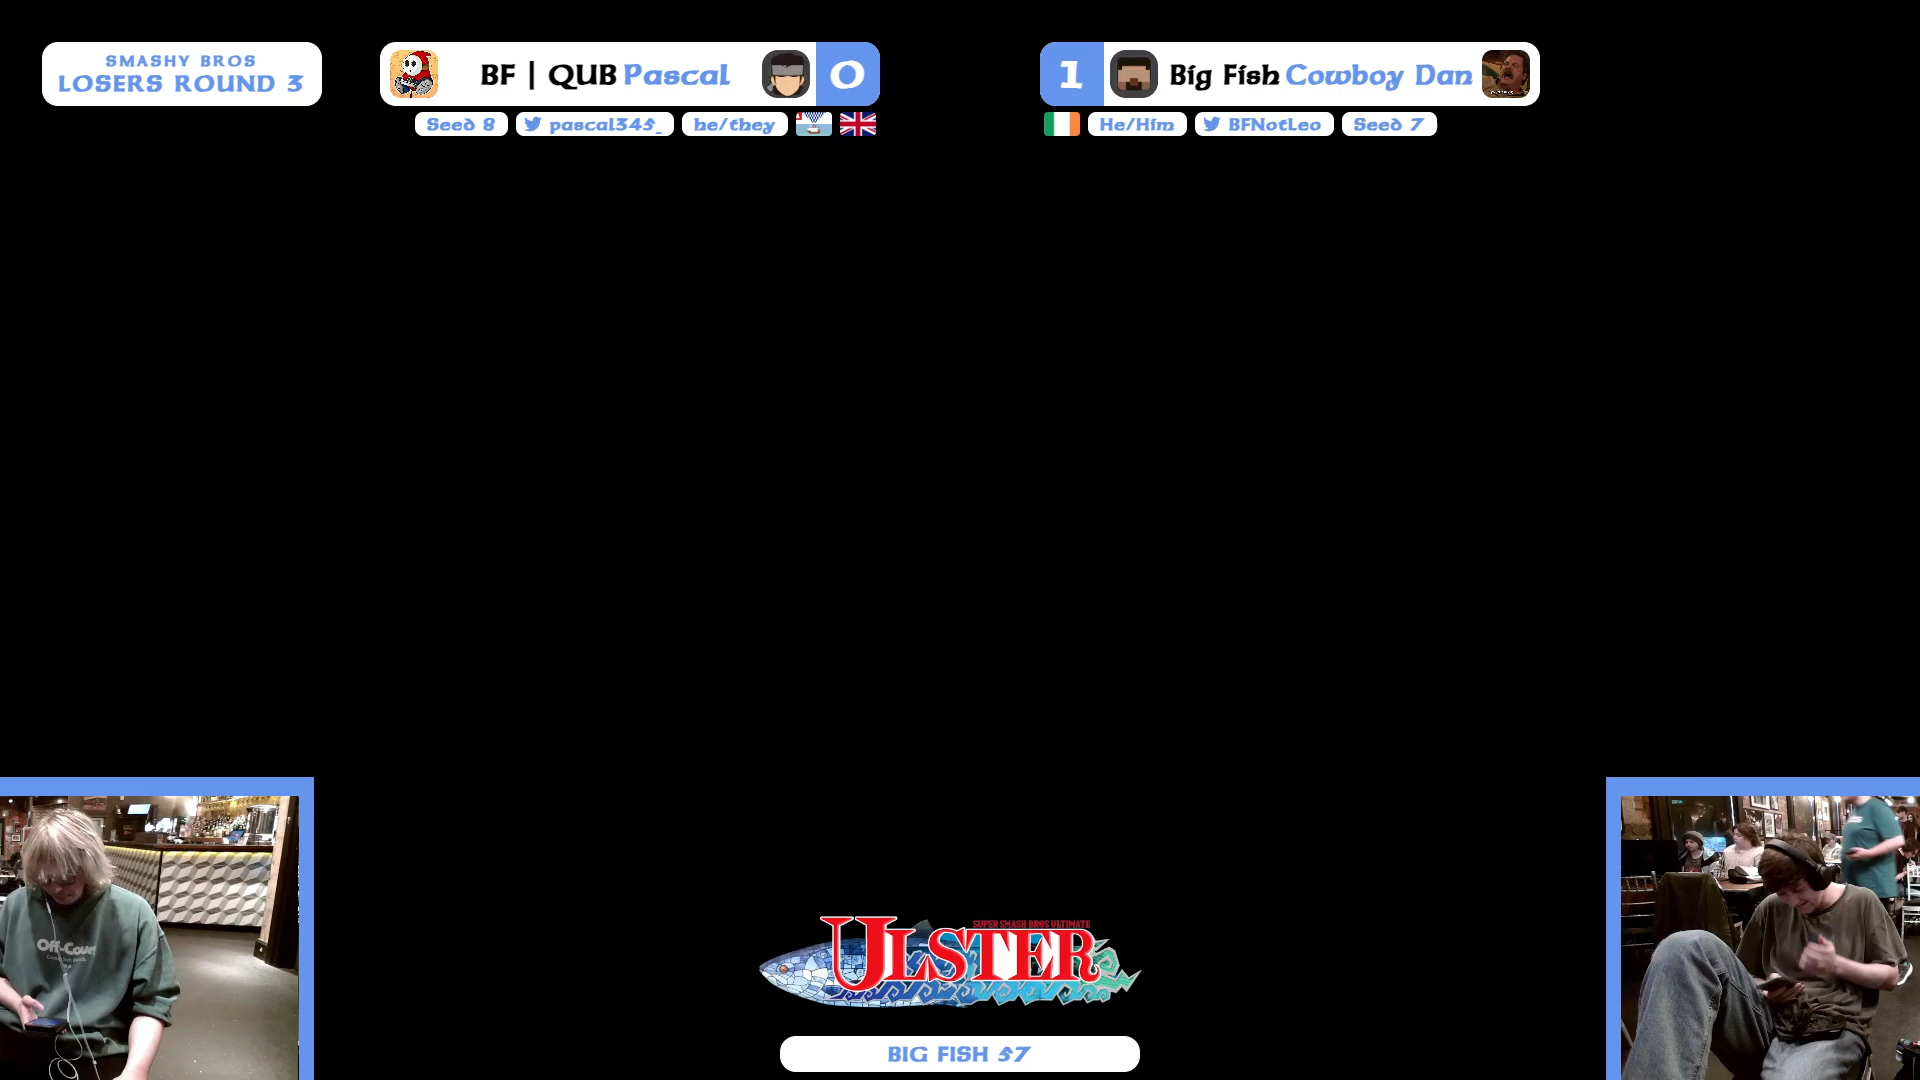 SMASHY BROS
LOSERS ROUND 3
BF | QUB Pascal
0
1
Big Fish Cowboy Dan
Seed 8
pascal345_
he/they
He/Him
BFNotLeo
Seed 7
Off-Court
SUPER SMASH BROS ULTIMATE
ULSTER
BIG FISH 57